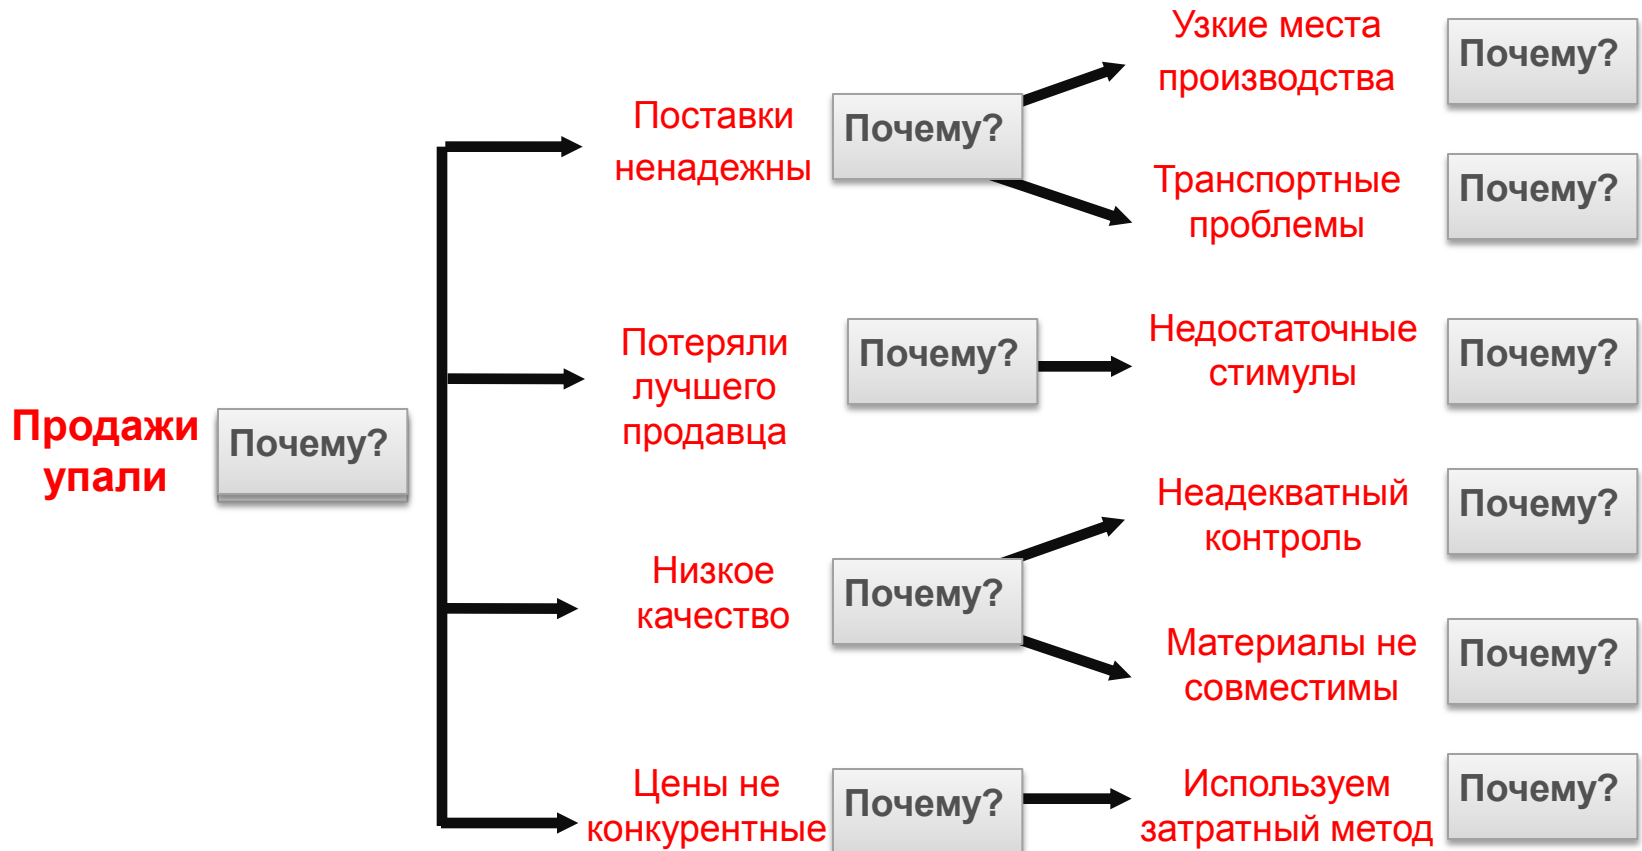 Продажи
упали
Почему?
Поставки
ненадежны
Почему?
Узкие места
производства
Почему?
Транспортные
проблемы
Почему?
Потеряли
лучшего
продавца
Почему?
Недостаточные
стимулы
Почему?
Низкое
качество
Почему?
Неадекватный
контроль
Почему?
Материалы не
совместимы
Почему?
Цены не
конкурентные
Почему?
Используем
затратный метод
Почему?